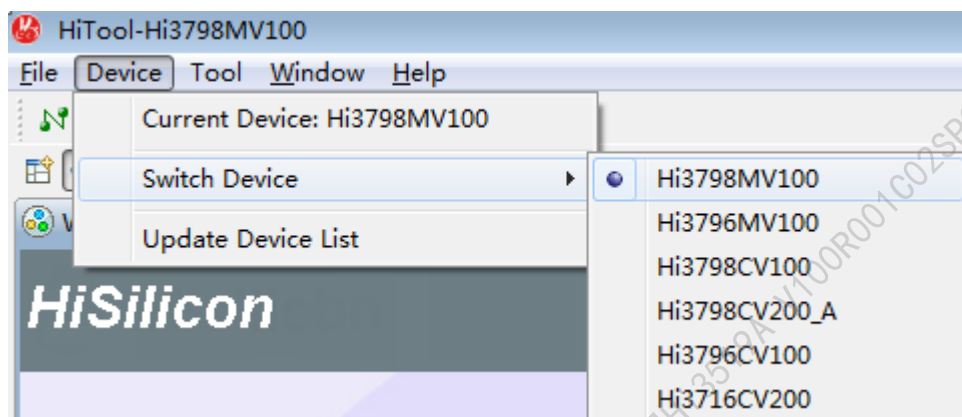 HiTool-Hi3798MV100
File Device Tool Window Help
Current Device: Hi3798MV100
Switch Device
Update Device List
Hi3798MV100
Hi3796MV100
Hi3798CV100
Hi3798CV200_A
Hi3796CV100
Hi3716CV200
HiSilicon